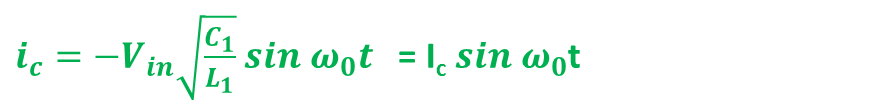 i_c = −V_in √(C_1/L_1) sin ω_0t = I_c sin ω_0t